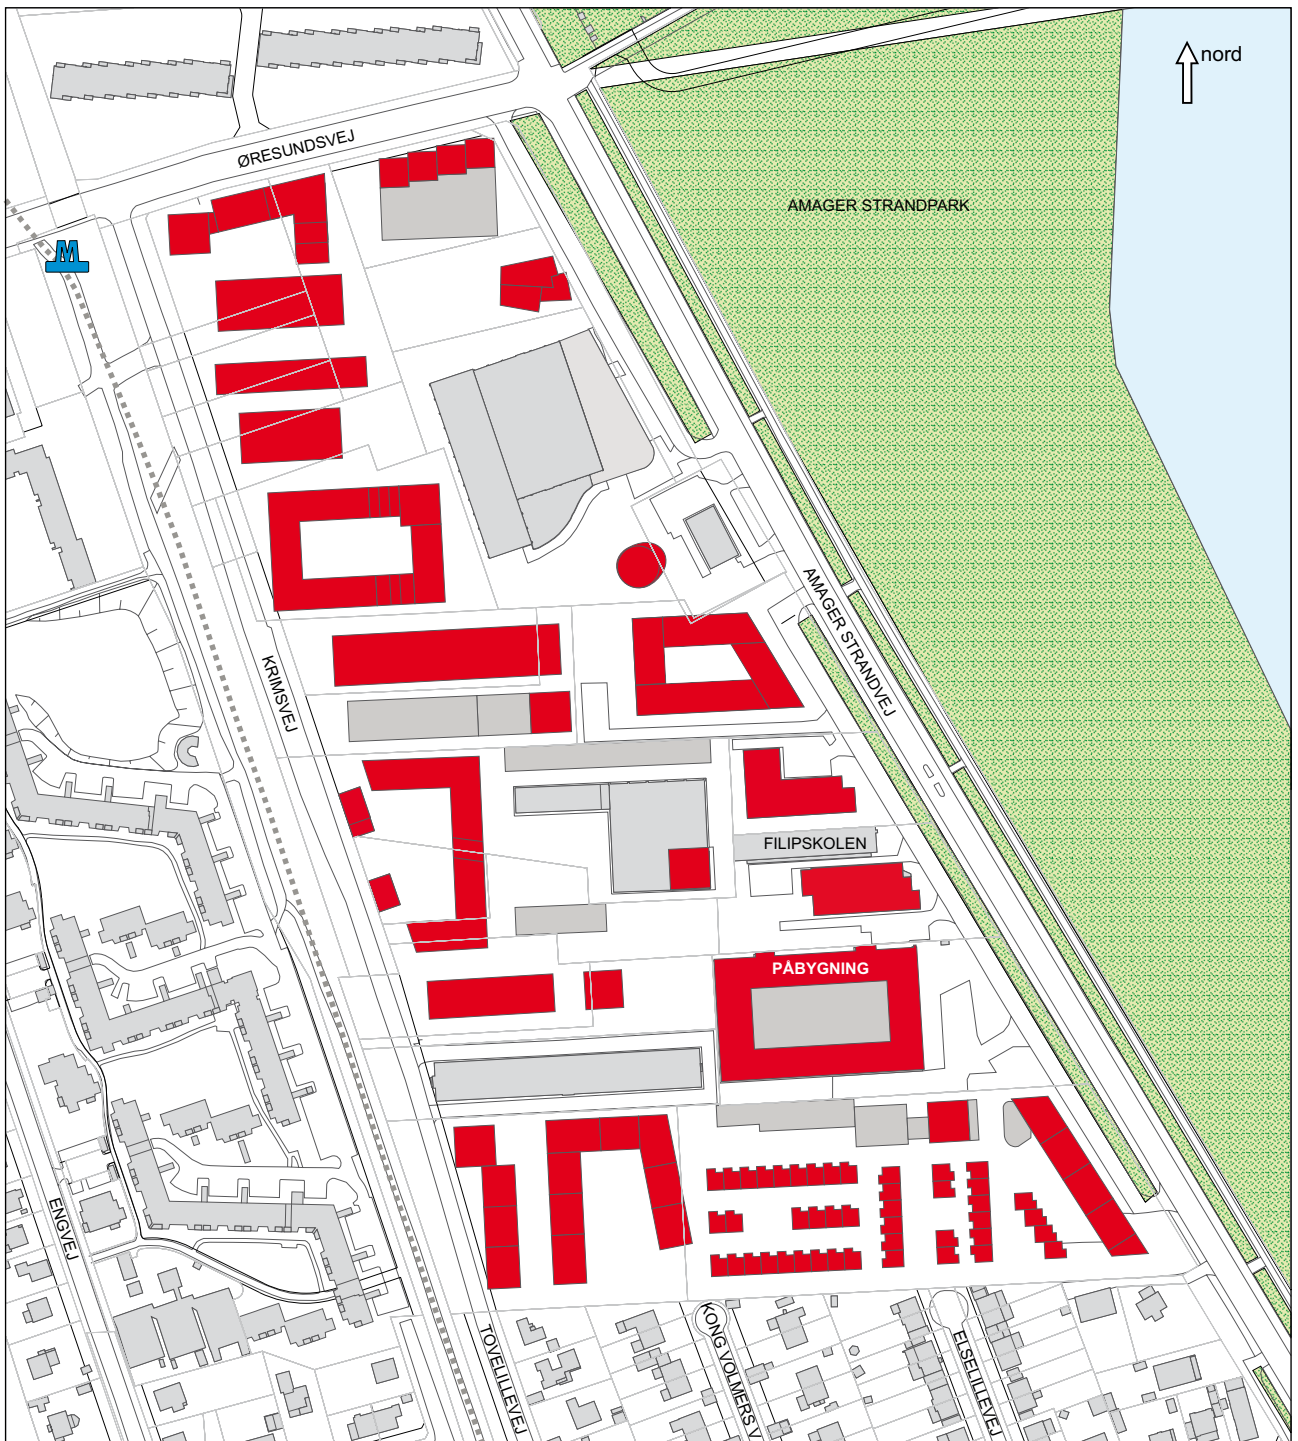 nord
ØRESUNDSVEJ
AMAGER STRANDPARK
M
AMAGER STRANDVEJ
KRIMSVEJ
FILIPSKOLEN
PÅBYGNING
ENGVEJ
TOVELILLEVEJ
KONG VOLMERS V
ELSELILLEVEJ